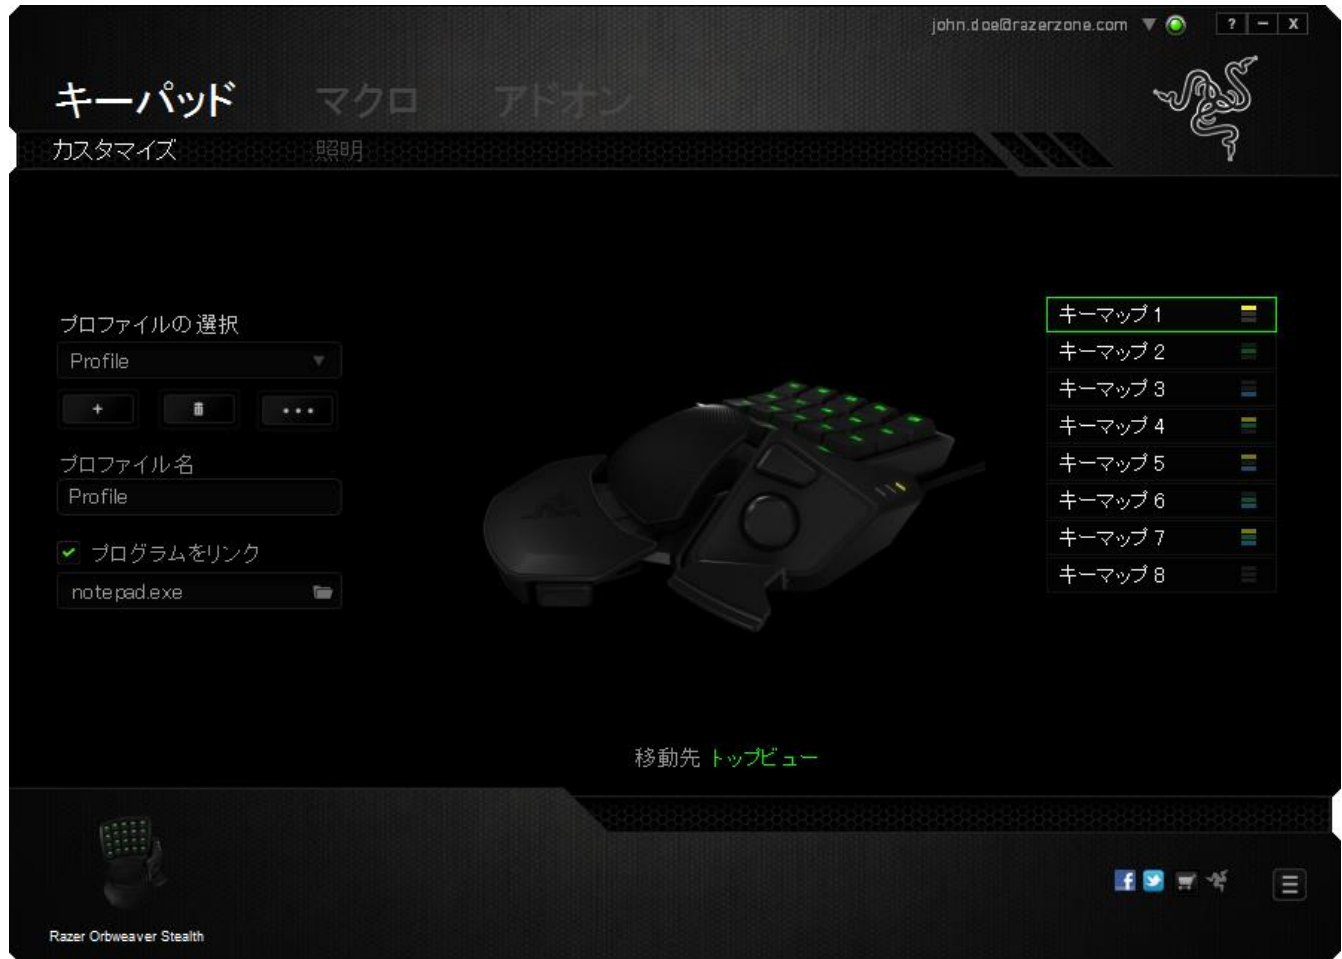 john.doe@razerzone.com
? - X
キーパッド マクロ アドオン
カスタマイズ 照明
プロファイルの選択
Profile
プロファイル名
Profile
プログラムをリンク
notepad.exe
キーマップ 1
キーマップ 2
キーマップ 3
キーマップ 4
キーマップ 5
キーマップ 6
キーマップ 7
キーマップ 8
移動先 トップビュー
Razer Orbweaver Stealth